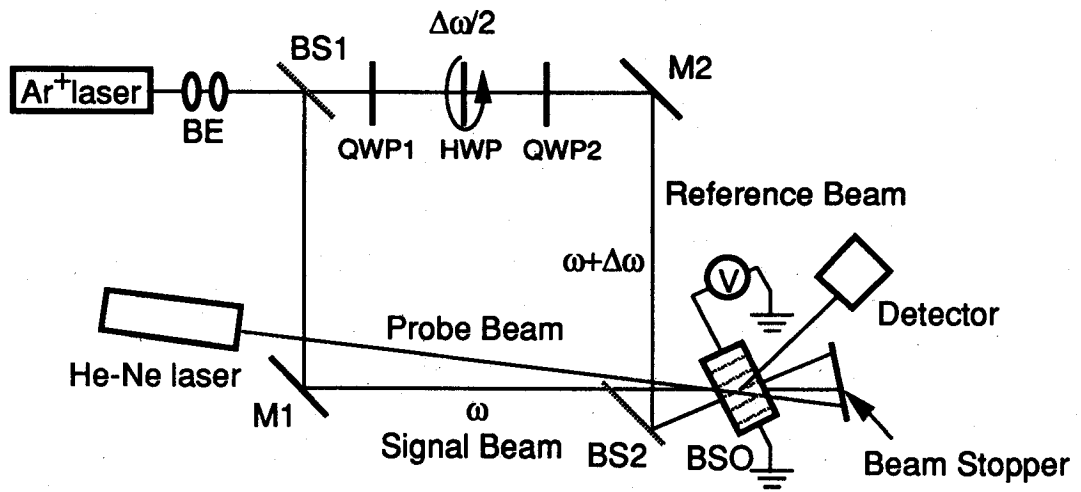 Δω/2
BS1
M2
Ar⁺laser
BE
QWP1
HWP
QWP2
Reference Beam
ω+Δω
V
Detector
Probe Beam
He-Ne laser
M1
ω
Signal Beam
BS2
BSO
Beam Stopper